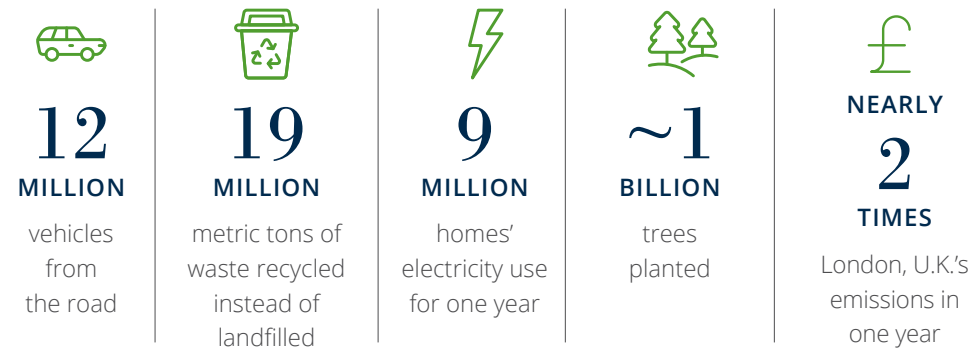 12
MILLION
vehicles
from
the road
19
MILLION
metric tons of
waste recycled
instead of
landfilled
9
MILLION
homes’
electricity use
for one year
~1
BILLION
trees
planted
£
NEARLY
2
TIMES
London, U.K.’s
emissions in
one year